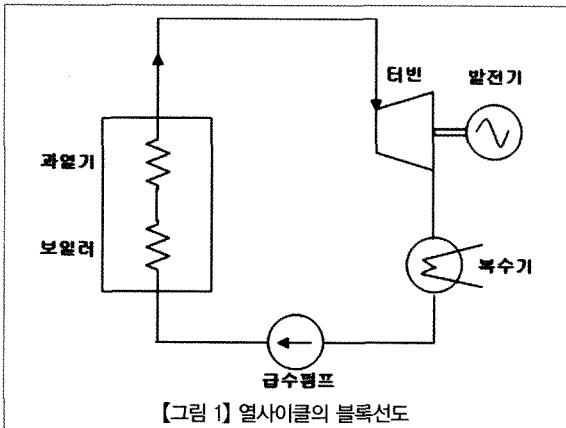 터빈
발전기
과열기
보일러
복수기
급수펌프
【그림 1】 열사이클의 블록선도